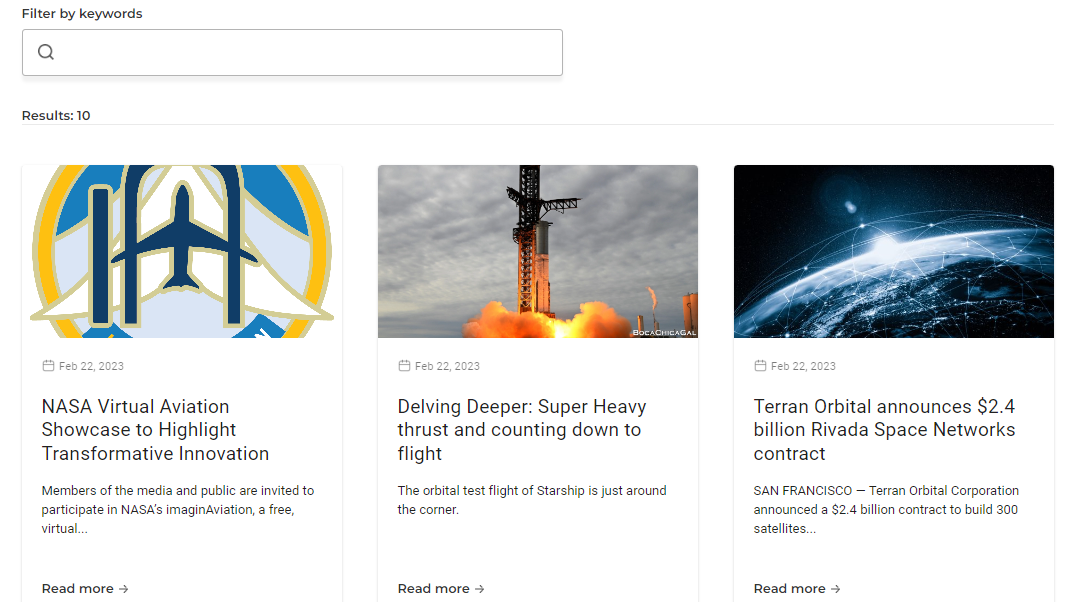 Filter by keywords
Results: 10
BocaChicaGal
Feb 22, 2023
NASA Virtual Aviation
Showcase to Highlight
Transformative Innovation
Members of the media and public are invited to
participate in NASA's imaginAviation, a free,
virtual...
Read more →
Feb 22, 2023
Delving Deeper: Super Heavy
thrust and counting down to
flight
The orbital test flight of Starship is just around
the corner.
Read more →
Feb 22, 2023
Terran Orbital announces $2.4
billion Rivada Space Networks
contract
SAN FRANCISCO — Terran Orbital Corporation
announced a $2.4 billion contract to build 300
satellites...
Read more →